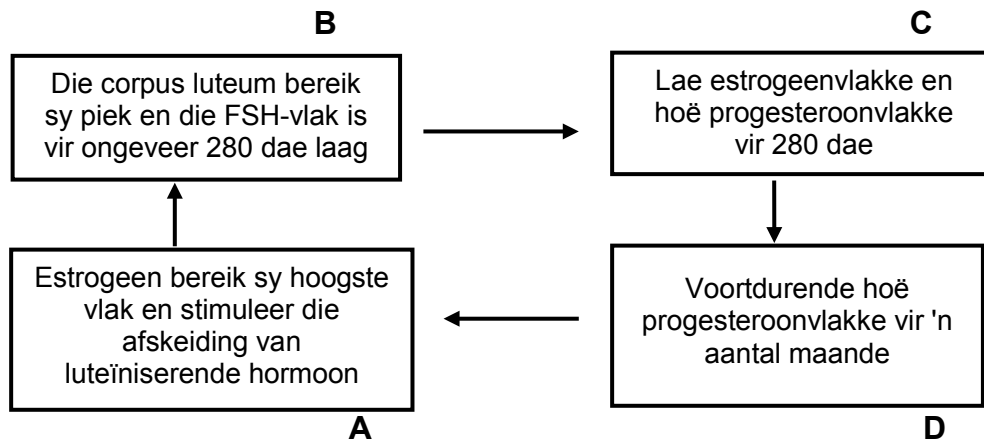 B
Die corpus luteum bereik
sy piek en die FSH-vlak is
vir ongeveer 280 dae laag
C
Lae estrogeenvlakke en
hoë progesteroonvlakke
vir 280 dae
Estrogeen bereik sy hoogste
vlak en stimuleer die
afskeiding van
luteïniserende hormoon
A
Voortdurende hoë
progesteroonvlakke vir 'n
aantal maande
D